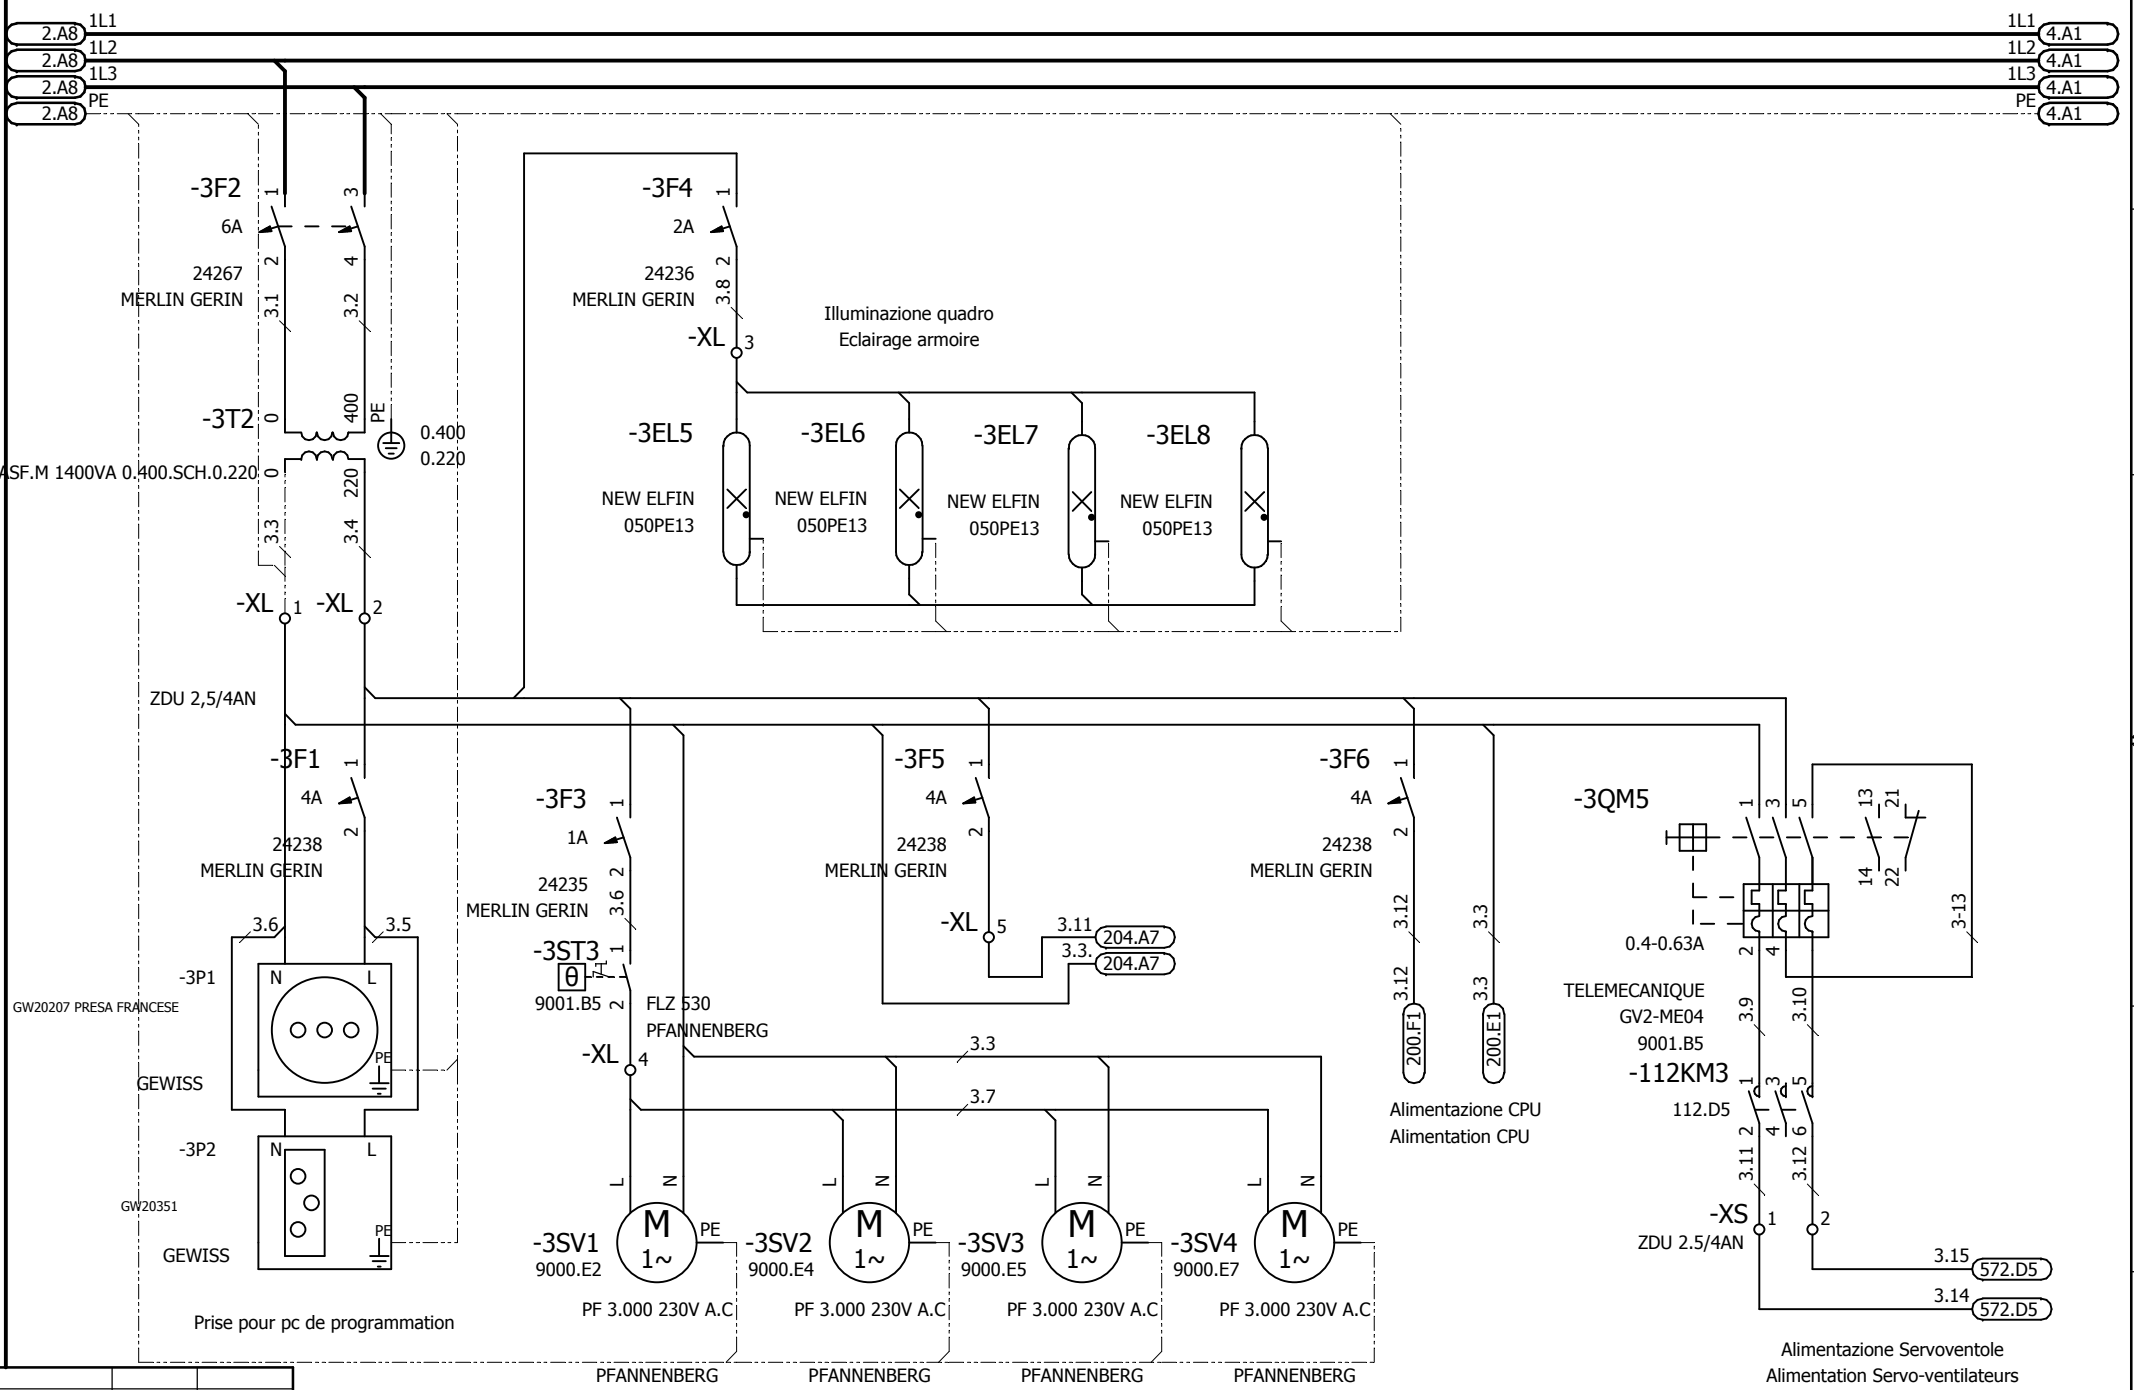 1L1
2.A8
1L2
2.A8
1L3
2.A8
PE
2.A8
1L1
4.A1
1L2
4.A1
1L3
4.A1
PE
4.A1
-3F2
1
3
6A
2
4
24267
MERLIN GERIN
3.1
3.2
-3T2
0
400
PE
0.400
0.220
ASF.M 1400VA 0.400.SCH.0.220
0
220
3.3
3.4
-XL
1
-XL
2
ZDU 2,5/4AN
-3F4
1
2A
2
24236
MERLIN GERIN
3.8
-XL
3
Illuminazione quadro
Eclairage armoire
-3EL5
NEW ELFIN
050PE13
-3EL6
NEW ELFIN
050PE13
-3EL7
NEW ELFIN
050PE13
-3EL8
NEW ELFIN
050PE13
-3F1
1
4A
2
24238
MERLIN GERIN
3.6
3.5
-3P1
N
L
GW20207 PRESA FRANCESE
PE
GEWISS
-3P2
N
L
GW20351
PE
GEWISS
Prise pour pc de programmation
-3F3
1
1A
2
24235
MERLIN GERIN
3.6
-3ST3
1
θ
9001.B5
2
FLZ 530
PFANNENBERG
-XL
4
3.3
3.7
-3F5
1
4A
2
24238
MERLIN GERIN
-XL
5
3.11
204.A7
3.3.
204.A7
-3F6
1
4A
2
24238
MERLIN GERIN
3.12
3.3
3.12
3.3
200.F1
200.E1
Alimentazione CPU
Alimentation CPU
L
N
M
1~
PE
-3SV1
9000.E2
PF 3.000 230V A.C
PFANNENBERG
L
N
M
1~
PE
-3SV2
9000.E4
PF 3.000 230V A.C
PFANNENBERG
L
N
M
1~
PE
-3SV3
9000.E5
PF 3.000 230V A.C
PFANNENBERG
L
N
M
1~
PE
-3SV4
9000.E7
PF 3.000 230V A.C
PFANNENBERG
-3QM5
1
3
5
13
21
14
22
0.4-0.63A
2
4
3-13
TELEMECANIQUE
GV2-ME04
9001.B5
3.9
3.10
-112KM3
1
3
5
112.D5
2
4
6
3.11
3.12
-XS
1
2
ZDU 2.5/4AN
3.15
572.D5
3.14
572.D5
Alimentazione Servoventole
Alimentation Servo-ventilateurs